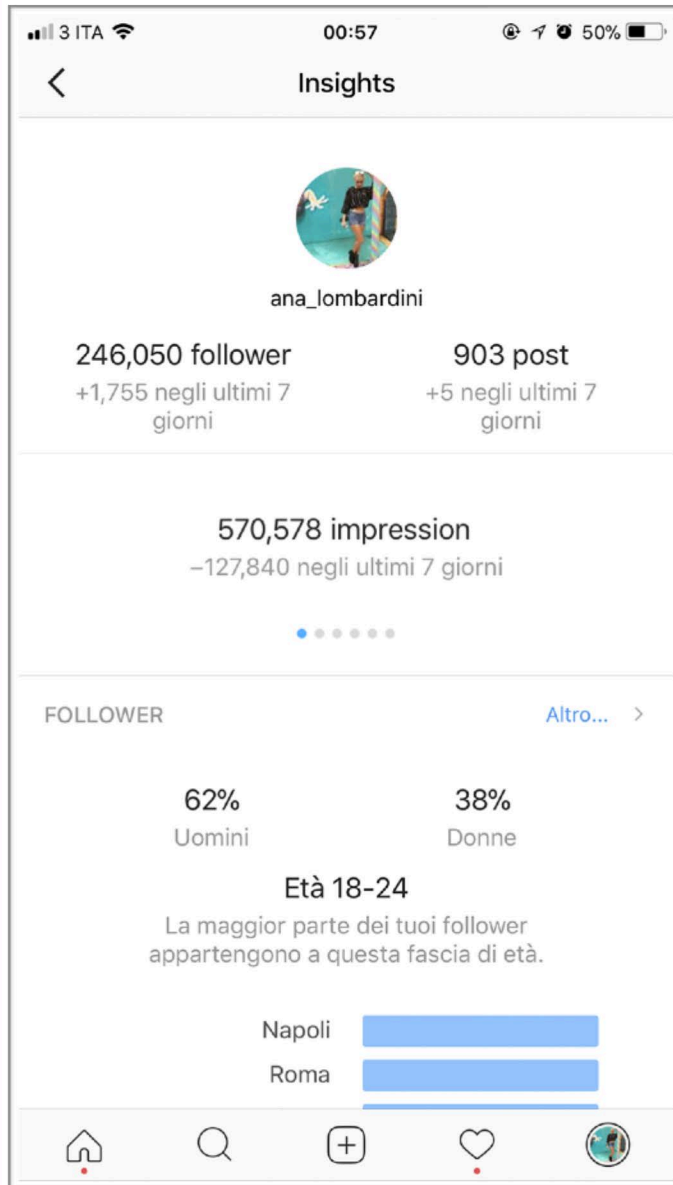 3 ITA 00:57 50%
Insights
ana_lombardini
246,050 follower 903 post
+1,755 negli ultimi 7 +5 negli ultimi 7
giorni giorni
570,578 impression
−127,840 negli ultimi 7 giorni
FOLLOWER Altro...
62% 38%
Uomini Donne
Età 18-24
La maggior parte dei tuoi follower
appartengono a questa fascia di età.
Napoli
Roma